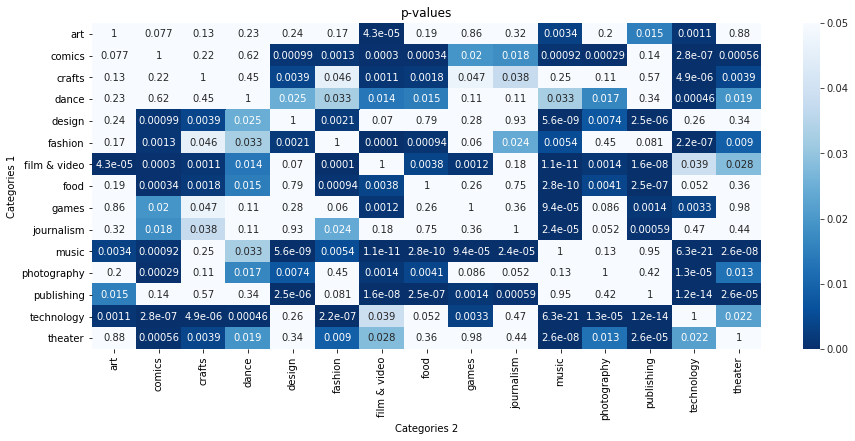 p-values
Categories 1
art 1 0.077 0.13 0.23 0.24 0.17 4.3e-05 0.19 0.86 0.32 0.0034 0.2 0.015 0.0011 0.88
comics 0.077 1 0.22 0.62 0.00099 0.0013 0.0003 0.00034 0.02 0.018 0.00092 0.00029 0.14 2.8e-07 0.00056
crafts 0.13 0.22 1 0.45 0.0039 0.046 0.0011 0.0018 0.047 0.038 0.25 0.11 0.57 4.9e-06 0.0039
dance 0.23 0.62 0.45 1 0.025 0.033 0.014 0.015 0.11 0.11 0.033 0.017 0.34 0.00046 0.019
design 0.24 0.00099 0.0039 0.025 1 0.0021 0.07 0.79 0.28 0.93 5.6e-09 0.0074 2.5e-06 0.26 0.34
fashion 0.17 0.0013 0.046 0.033 0.0021 1 0.0001 0.00094 0.06 0.024 0.0054 0.45 0.081 2.2e-07 0.009
film & video 4.3e-05 0.0003 0.0011 0.014 0.07 0.0001 1 0.0038 0.0012 0.18 1.1e-11 0.0014 1.6e-08 0.039 0.028
food 0.19 0.00034 0.0018 0.015 0.79 0.00094 0.0038 1 0.26 0.75 2.8e-10 0.0041 2.5e-07 0.052 0.36
games 0.86 0.02 0.047 0.11 0.28 0.06 0.0012 0.26 1 0.36 9.4e-05 0.086 0.0014 0.0033 0.98
journalism 0.32 0.018 0.038 0.11 0.93 0.024 0.18 0.75 0.36 1 2.4e-05 0.052 0.00059 0.47 0.44
music 0.0034 0.00092 0.25 0.033 5.6e-09 0.0054 1.1e-11 2.8e-10 9.4e-05 2.4e-05 1 0.13 0.95 6.3e-21 2.6e-08
photography 0.2 0.00029 0.11 0.017 0.0074 0.45 0.0014 0.0041 0.086 0.052 0.13 1 0.42 1.3e-05 0.013
publishing 0.015 0.14 0.57 0.34 2.5e-06 0.081 1.6e-08 2.5e-07 0.0014 0.00059 0.95 0.42 1 1.2e-14 2.6e-05
technology 0.0011 2.8e-07 4.9e-06 0.00046 0.26 2.2e-07 0.039 0.052 0.0033 0.47 6.3e-21 1.3e-05 1.2e-14 1 0.022
theater 0.88 0.00056 0.0039 0.019 0.34 0.009 0.028 0.36 0.98 0.44 2.6e-08 0.013 2.6e-05 0.022 1
art comics crafts dance design fashion film & video food games journalism music photography publishing technology theater
Categories 2
0.05
0.04
0.03
0.02
0.01
0.00